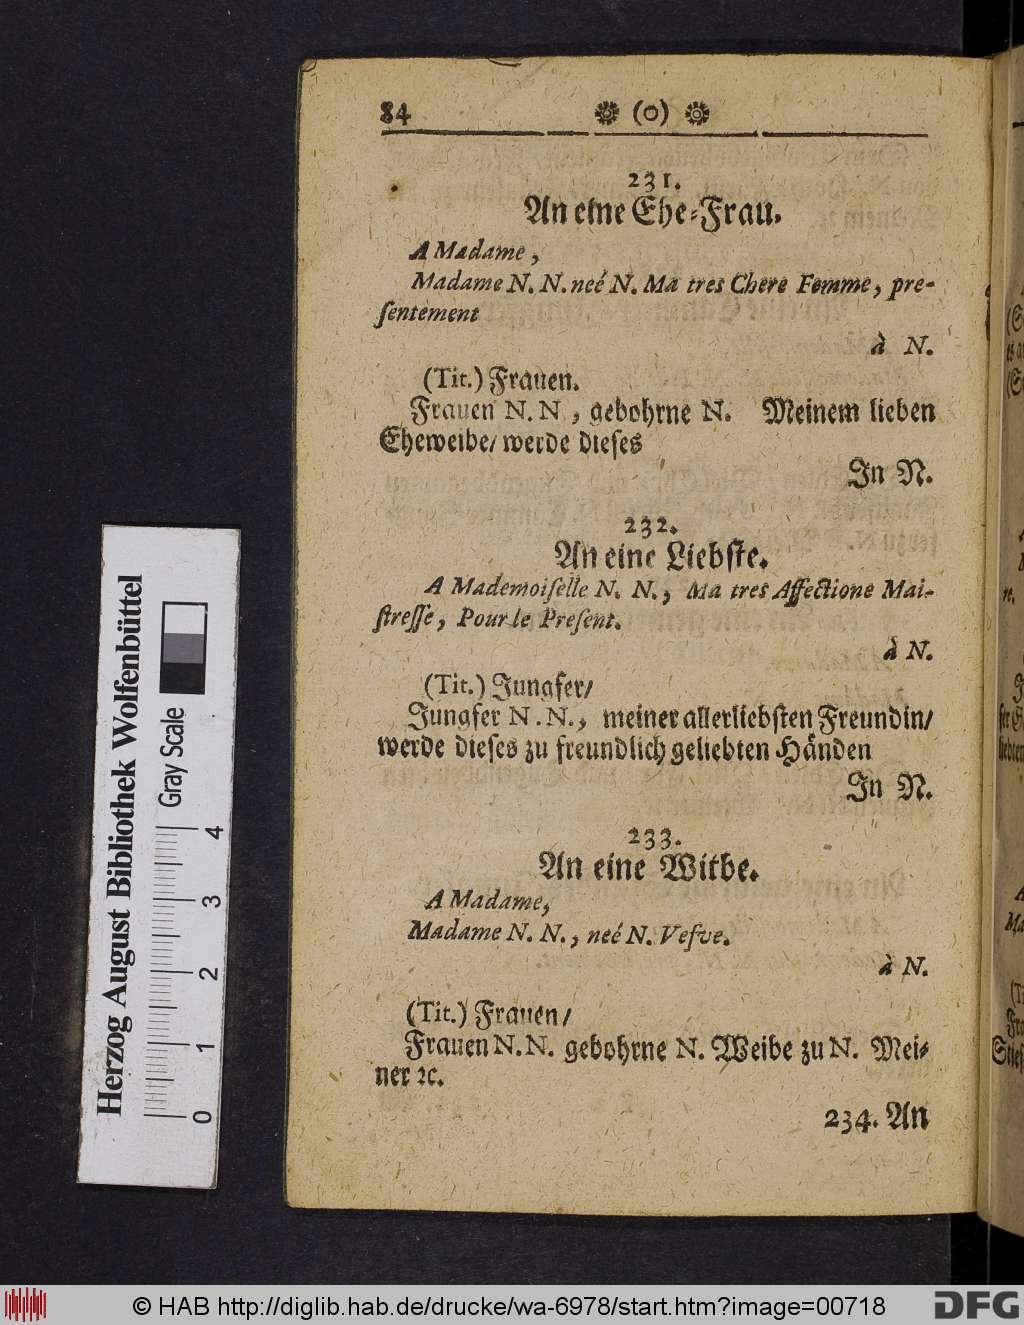 84 ❁ (o) ❁
231.
An eine Ehe-Frau.
A Madame,
Madame N. N. neé N. Ma tres Chere Femme, pre-
sentement
à N.
(Tit.) Frauen.
Frauen N. N, gebohrne N. Meinem lieben
Eheweibe/ werde dieses
In N.
232.
An eine Liebste.
A Mademoiselle N. N., Ma tres Affectione Mai-
stresse, Pour le Present.
à N.
(Tit.) Jungfer/
Jungfer N. N., meiner allerliebsten Freundin/
werde dieses zu freundlich geliebten Händen
In N.
233.
An eine Witbe.
A Madame,
Madame N. N., neé N. Vefve.
à N.
(Tit.) Frauen/
Frauen N. N. gebohrne N. Weibe zu N. Mei-
ner ꝛc.
234. An
Herzog August Bibliothek Wolfenbüttel
Gray Scale
0 1 2 3 4
© HAB http://diglib.hab.de/drucke/wa-6978/start.htm?image=00718
DFG